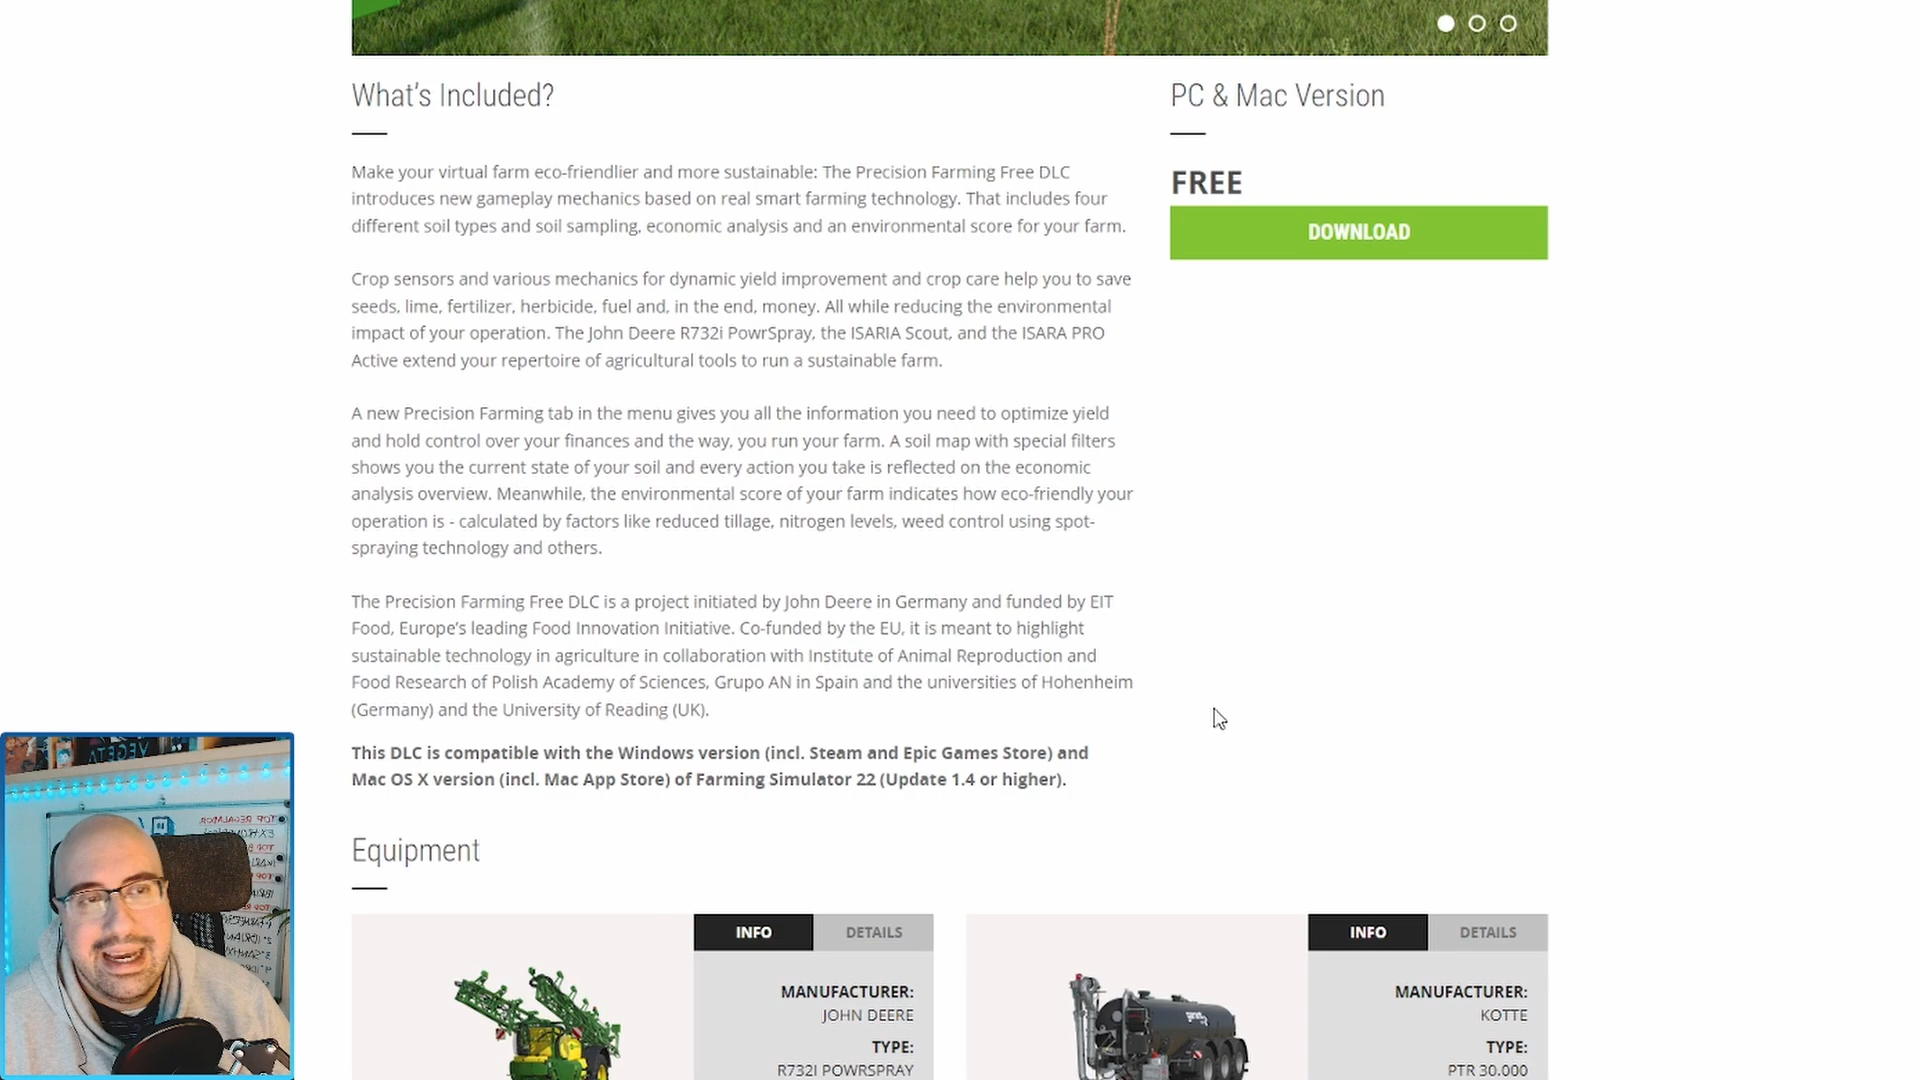 What's Included?
PC & Mac Version
Make your virtual farm eco-friendlier and more sustainable: The Precision Farming Free DLC
introduces new gameplay mechanics based on real smart farming technology. That includes four
different soil types and soil sampling, economic analysis and an environmental score for your farm.
FREE
DOWNLOAD
Crop sensors and various mechanics for dynamic yield improvement and crop care help you to save
seeds, lime, fertilizer, herbicide, fuel and, in the end, money. All while reducing the environmental
impact of your operation. The John Deere R732i PowrSpray, the ISARIA Scout, and the ISARA PRO
Active extend your repertoire of agricultural tools to run a sustainable farm.
A new Precision Farming tab in the menu gives you all the information you need to optimize yield
and hold control over your finances and the way, you run your farm. A soil map with special filters
shows you the current state of your soil and every action you take is reflected on the economic
analysis overview. Meanwhile, the environmental score of your farm indicates how eco-friendly your
operation is - calculated by factors like reduced tillage, nitrogen levels, weed control using spot-
spraying technology and others.
The Precision Farming Free DLC is a project initiated by John Deere in Germany and funded by EIT
Food, Europe's leading Food Innovation Initiative. Co-funded by the EU, it is meant to highlight
sustainable technology in agriculture in collaboration with Institute of Animal Reproduction and
Food Research of Polish Academy of Sciences, Grupo AN in Spain and the universities of Hohenheim
(Germany) and the University of Reading (UK).
This DLC is compatible with the Windows version (incl. Steam and Epic Games Store) and
Mac OS X version (incl. Mac App Store) of Farming Simulator 22 (Update 1.4 or higher).
VEGETA
Equipment
INFO
DETAILS
MANUFACTURER:
JOHN DEERE
TYPE:
R732I POWRSPRAY
INFO
DETAILS
MANUFACTURER:
KOTTE
TYPE:
PTR 30.000